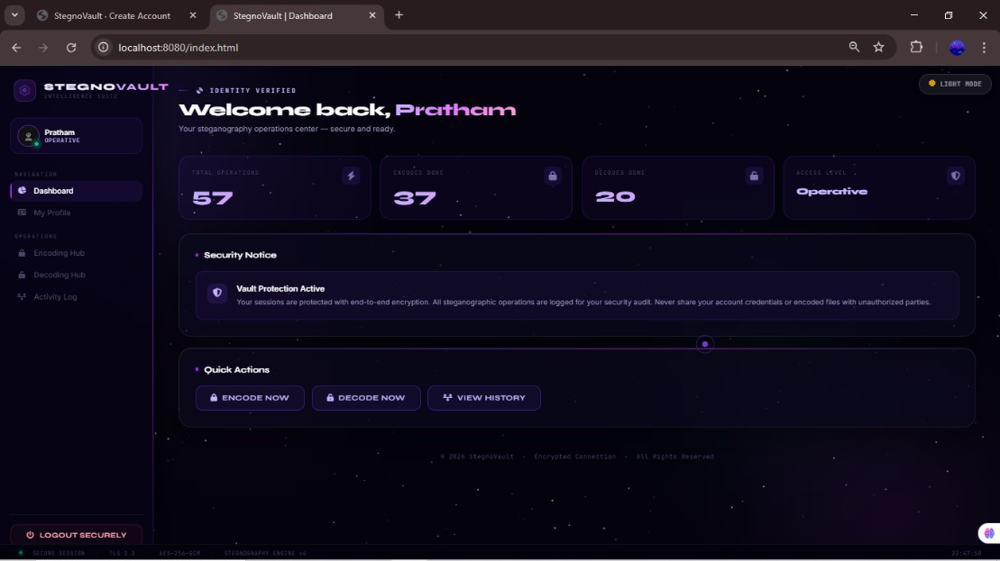 StegnoVault · Create Account
StegnoVault | Dashboard
localhost:8080/index.html
STEGNOVAULT
INTELLIGENCE SUITE
Pratham
OPERATIVE
NAVIGATION
Dashboard
My Profile
OPERATIONS
Encoding Hub
Decoding Hub
Activity Log
LOGOUT SECURELY
LIGHT MODE
IDENTITY VERIFIED
Welcome back, Pratham
Your steganography operations center — secure and ready.
TOTAL OPERATIONS
57
ENCODES DONE
37
DECODES DONE
20
ACCESS LEVEL
Operative
Security Notice
Vault Protection Active
Your sessions are protected with end-to-end encryption. All steganographic operations are logged for your security audit. Never share your account credentials or encoded files with unauthorized parties.
Quick Actions
ENCODE NOW
DECODE NOW
VIEW HISTORY
© 2026 StegnoVault - Encrypted Connection - All Rights Reserved
SECURE SESSION TLS 1.3 AES-256-GCM STEGNOGRAPHY ENGINE v4
22:47:50